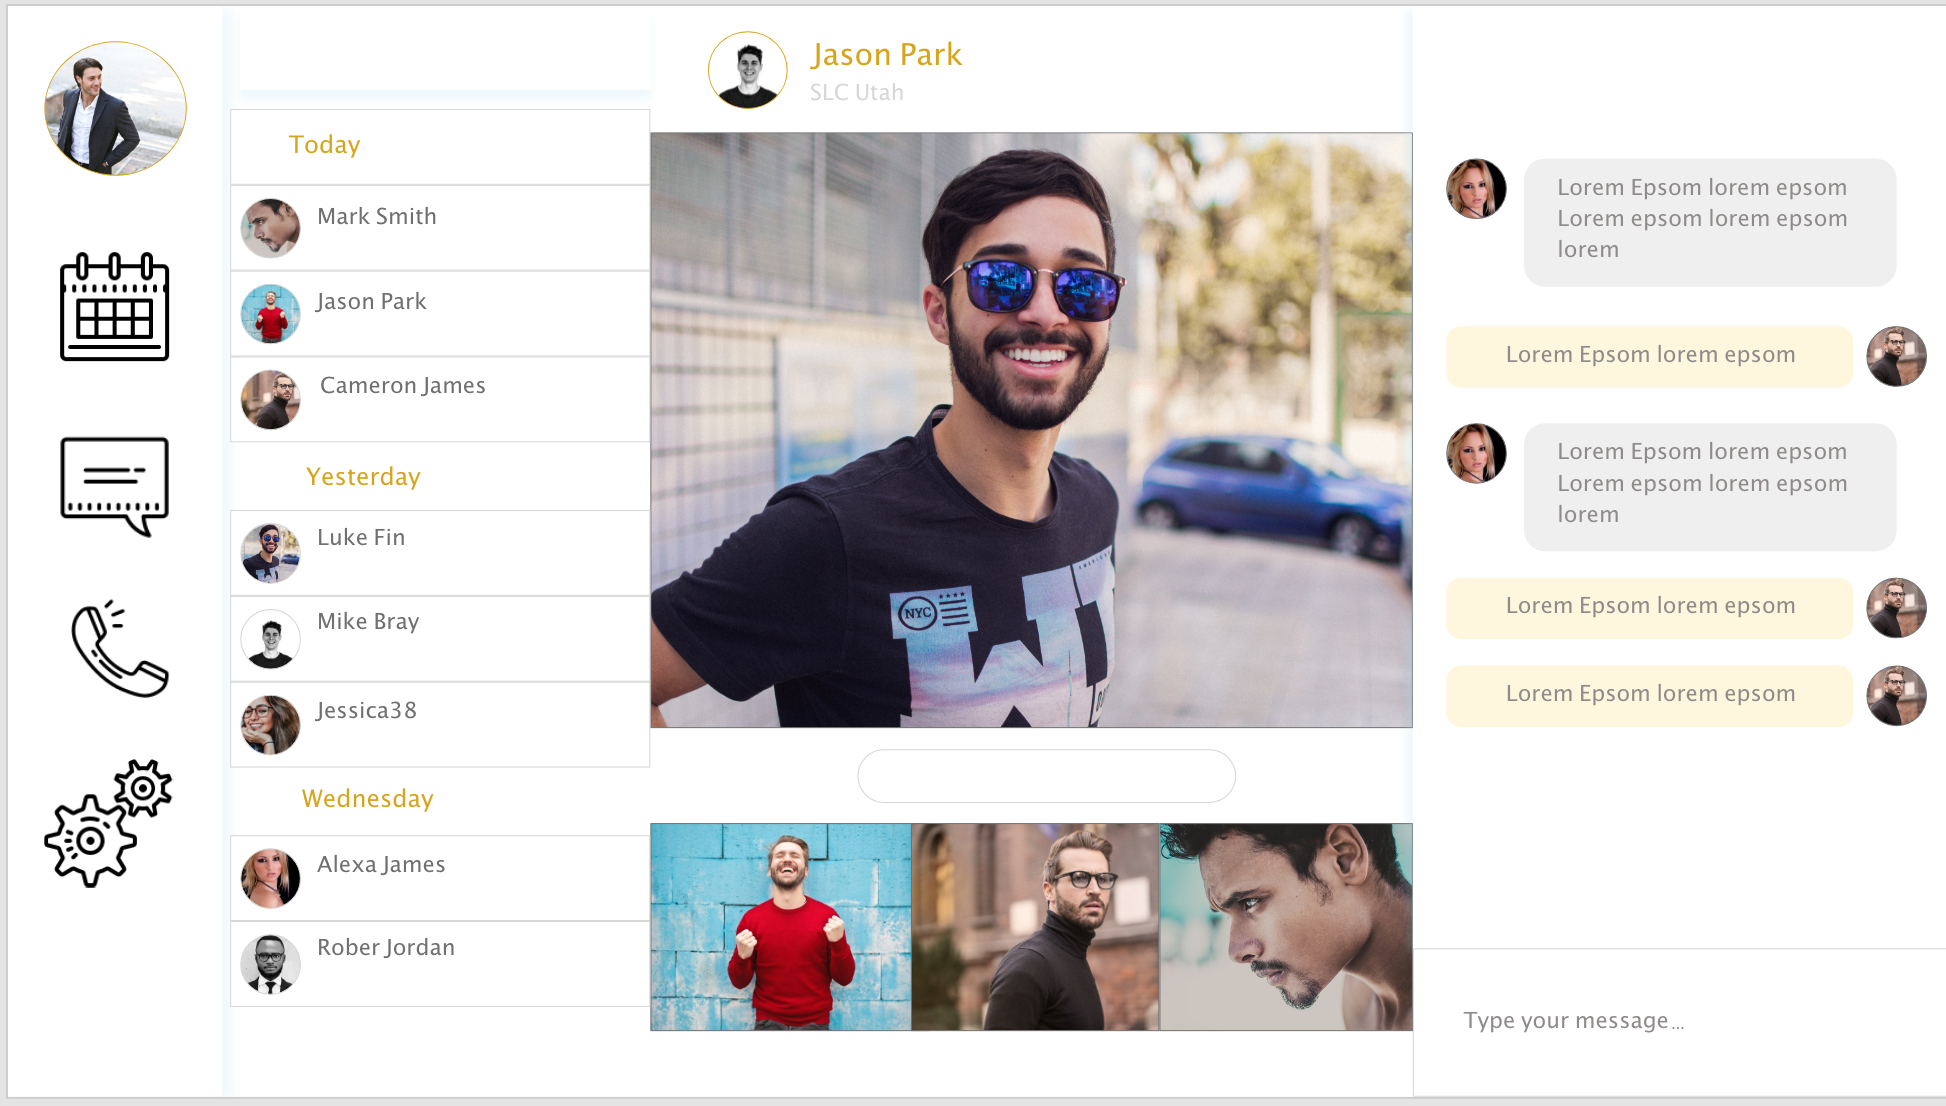 Today
Mark Smith
Jason Park
Cameron James
Yesterday
Luke Fin
Mike Bray
Jessica38
Wednesday
Alexa James
Rober Jordan
Jason Park
SLC Utah
NYC
Lorem Epsom lorem epsom
Lorem epsom lorem epsom
lorem
Lorem Epsom lorem epsom
Lorem Epsom lorem epsom
Lorem epsom lorem epsom
lorem
Lorem Epsom lorem epsom
Lorem Epsom lorem epsom
Type your message...